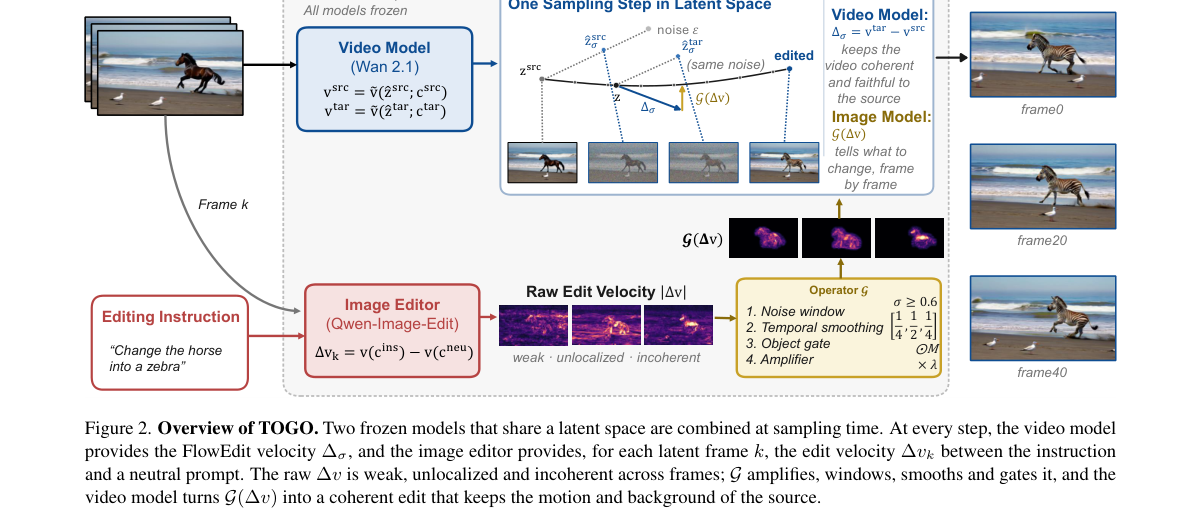 All models frozen
Video Model
(Wan 2.1)
v^src = ṽ(ẑ^src; c^src)
v^tar = ṽ(ẑ^tar; c^tar)
One Sampling Step in Latent Space
noise ε
ẑ_σ^src
ẑ_σ^tar
(same noise)
edited
z^src
z
Δ_σ
𝒢(Δv)
Video Model:
Δ_σ = v^tar − v^src
keeps the
video coherent
and faithful to
the source
Image Model:
𝒢(Δv)
tells what to
change, frame
by frame
frame0
frame20
frame40
Frame k
𝒢(Δv)
Editing Instruction
“Change the horse
into a zebra”
Image Editor
(Qwen-Image-Edit)
Δv_k = v(c^ins) − v(c^neu)
Raw Edit Velocity |Δv|
weak · unlocalized · incoherent
Operator 𝒢
1. Noise window σ ≥ 0.6
2. Temporal smoothing [1/4, 1/2, 1/4]
3. Object gate ⊙M
4. Amplifier × λ
Figure 2. Overview of TOGO. Two frozen models that share a latent space are combined at sampling time. At every step, the video model
provides the FlowEdit velocity Δ_σ, and the image editor provides, for each latent frame k, the edit velocity Δv_k between the instruction
and a neutral prompt. The raw Δv is weak, unlocalized and incoherent across frames; 𝒢 amplifies, windows, smooths and gates it, and the
video model turns 𝒢(Δv) into a coherent edit that keeps the motion and background of the source.